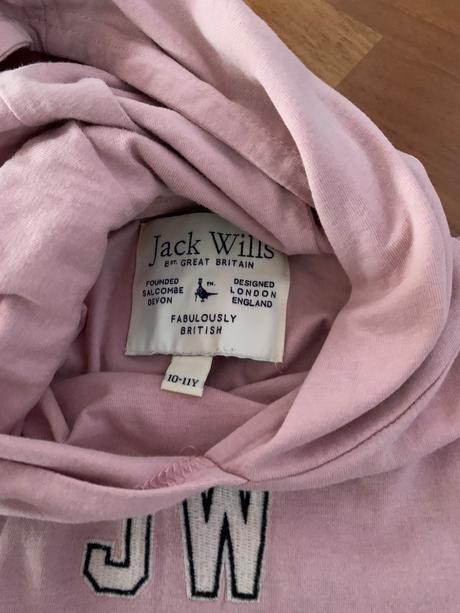 Jack Wills
EST. GREAT BRITAIN
FOUNDED
SALCOMBE
DEVON
DESIGNED
LONDON
ENGLAND
FABULOUSLY
BRITISH
10-11Y
JW